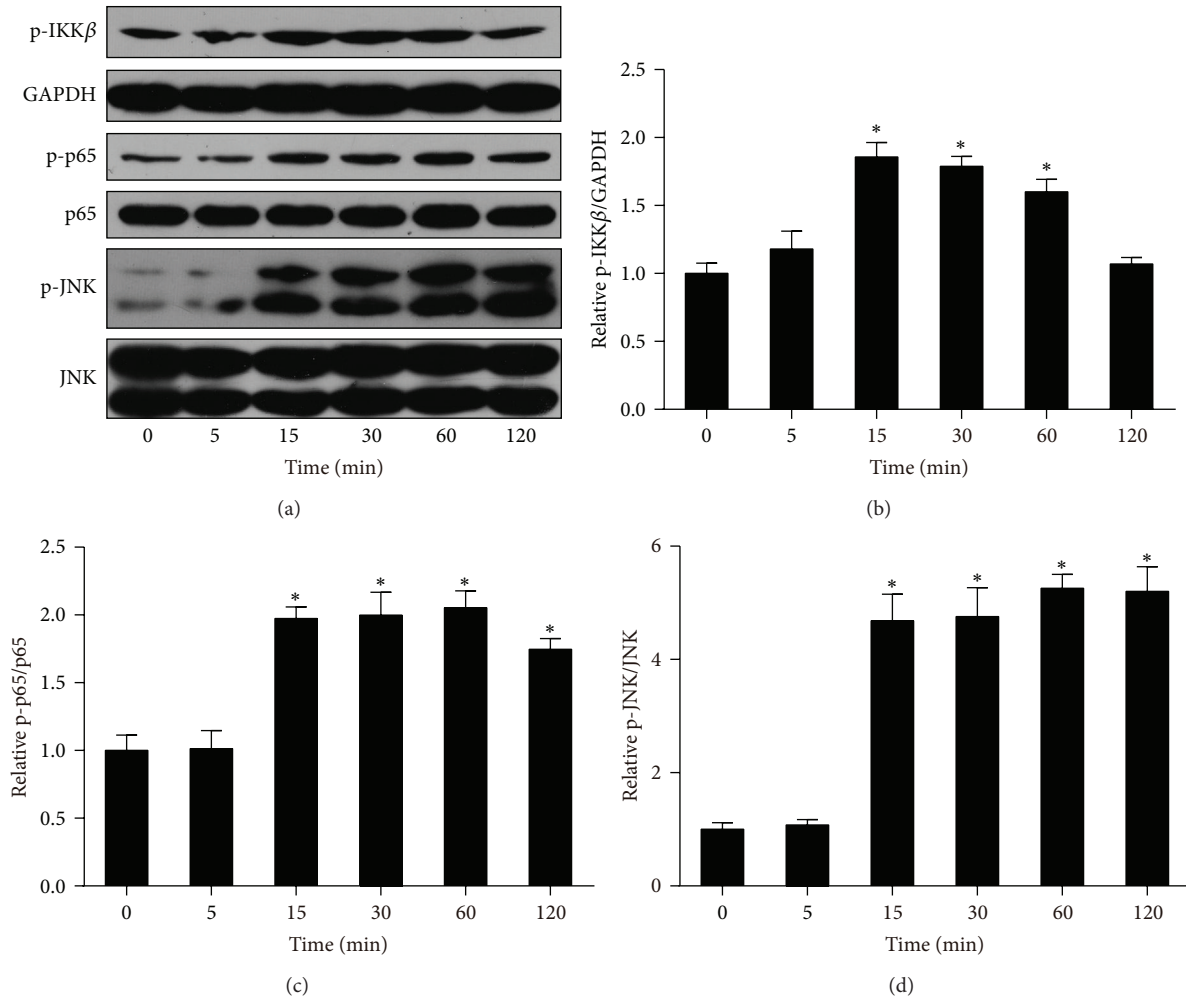 p-IKKβ
GAPDH
p-p65
p65
p-JNK
JNK
0 5 15 30 60 120
Time (min)
(a)
Relative p-IKKβ/GAPDH
2.5
2.0
1.5
1.0
0.5
0.0
* * *
0 5 15 30 60 120
Time (min)
(b)
Relative p-p65/p65
2.5
2.0
1.5
1.0
0.5
0.0
* * * *
0 5 15 30 60 120
Time (min)
(c)
Relative p-JNK/JNK
6
4
2
0
* * * *
0 5 15 30 60 120
Time (min)
(d)